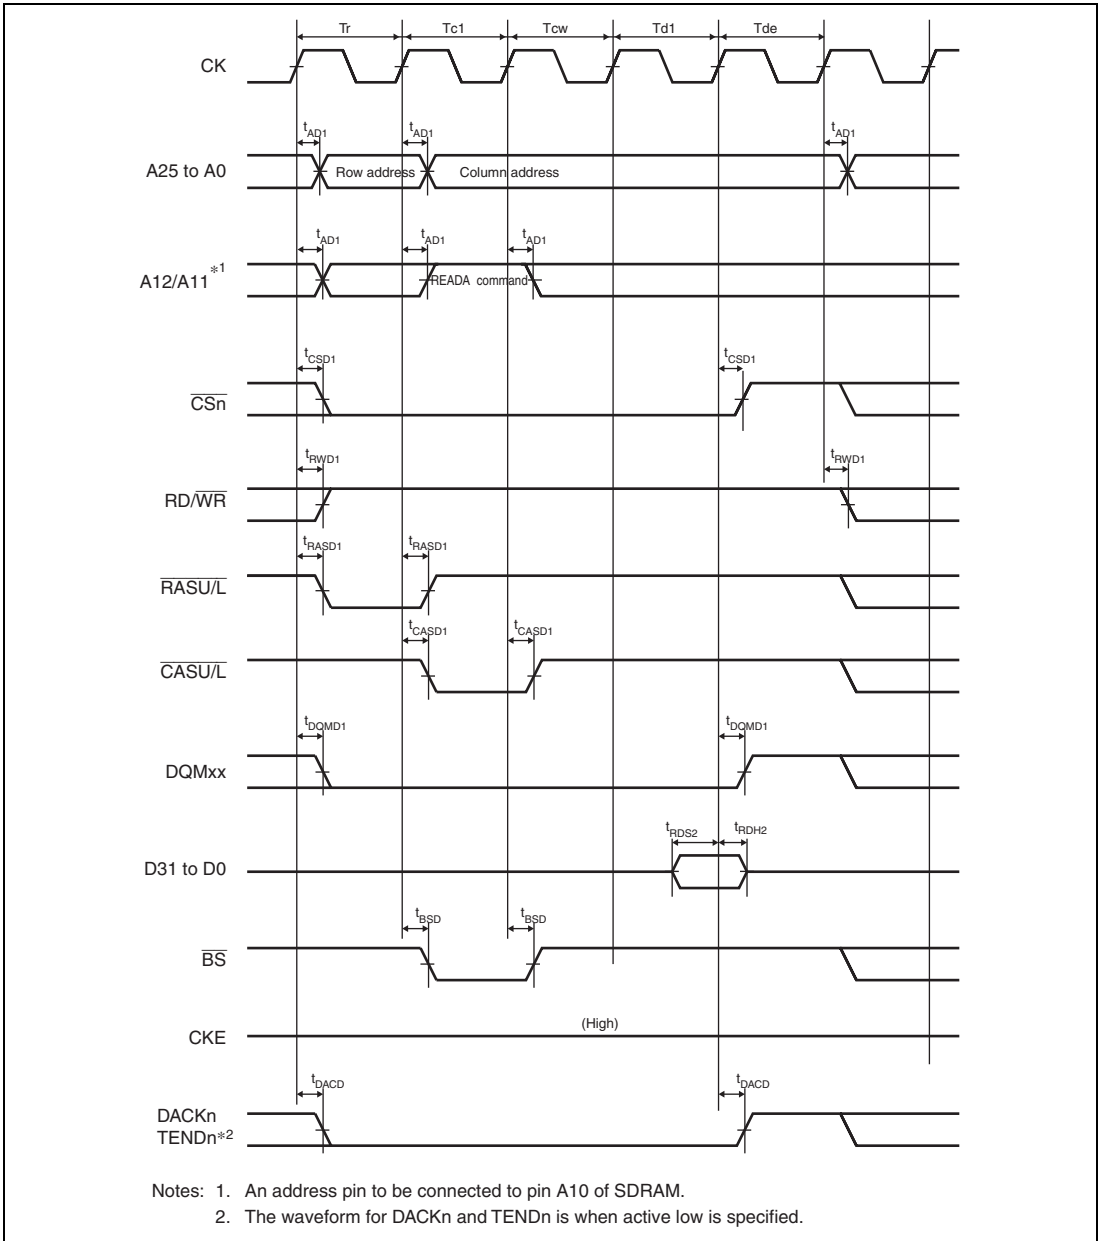 Tr Tc1 Tcw Td1 Tde
CK
tAD1 tAD1 tAD1
A25 to A0 Row address Column address
tAD1 tAD1 tAD1
A12/A11*1 READA command
tCSD1 tCSD1
CSn
tRWD1 tRWD1
RD/WR
tRASD1 tRASD1
RASU/L
tCASD1 tCASD1
CASU/L
tDQMD1 tDQMD1
DQMxx
tRDS2 tRDH2
D31 to D0
tBSD tBSD
BS
(High)
CKE
tDACD tDACD
DACKn
TENDn*2
Notes: 1. An address pin to be connected to pin A10 of SDRAM.
2. The waveform for DACKn and TENDn is when active low is specified.